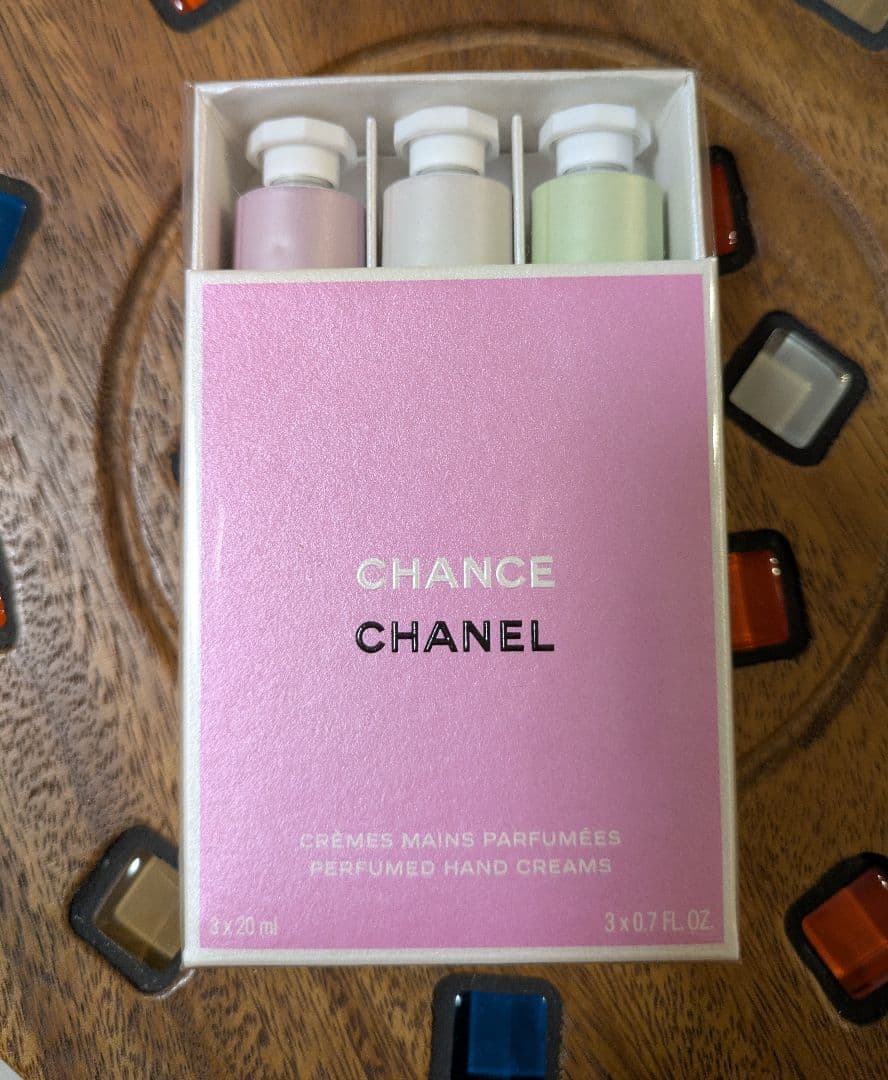 CHANCE
CHANEL
CRÈMES MAINS PARFUMÉES
PERFUMED HAND CREAMS
3 x 20 ml
3 x 0.7 FL. OZ.